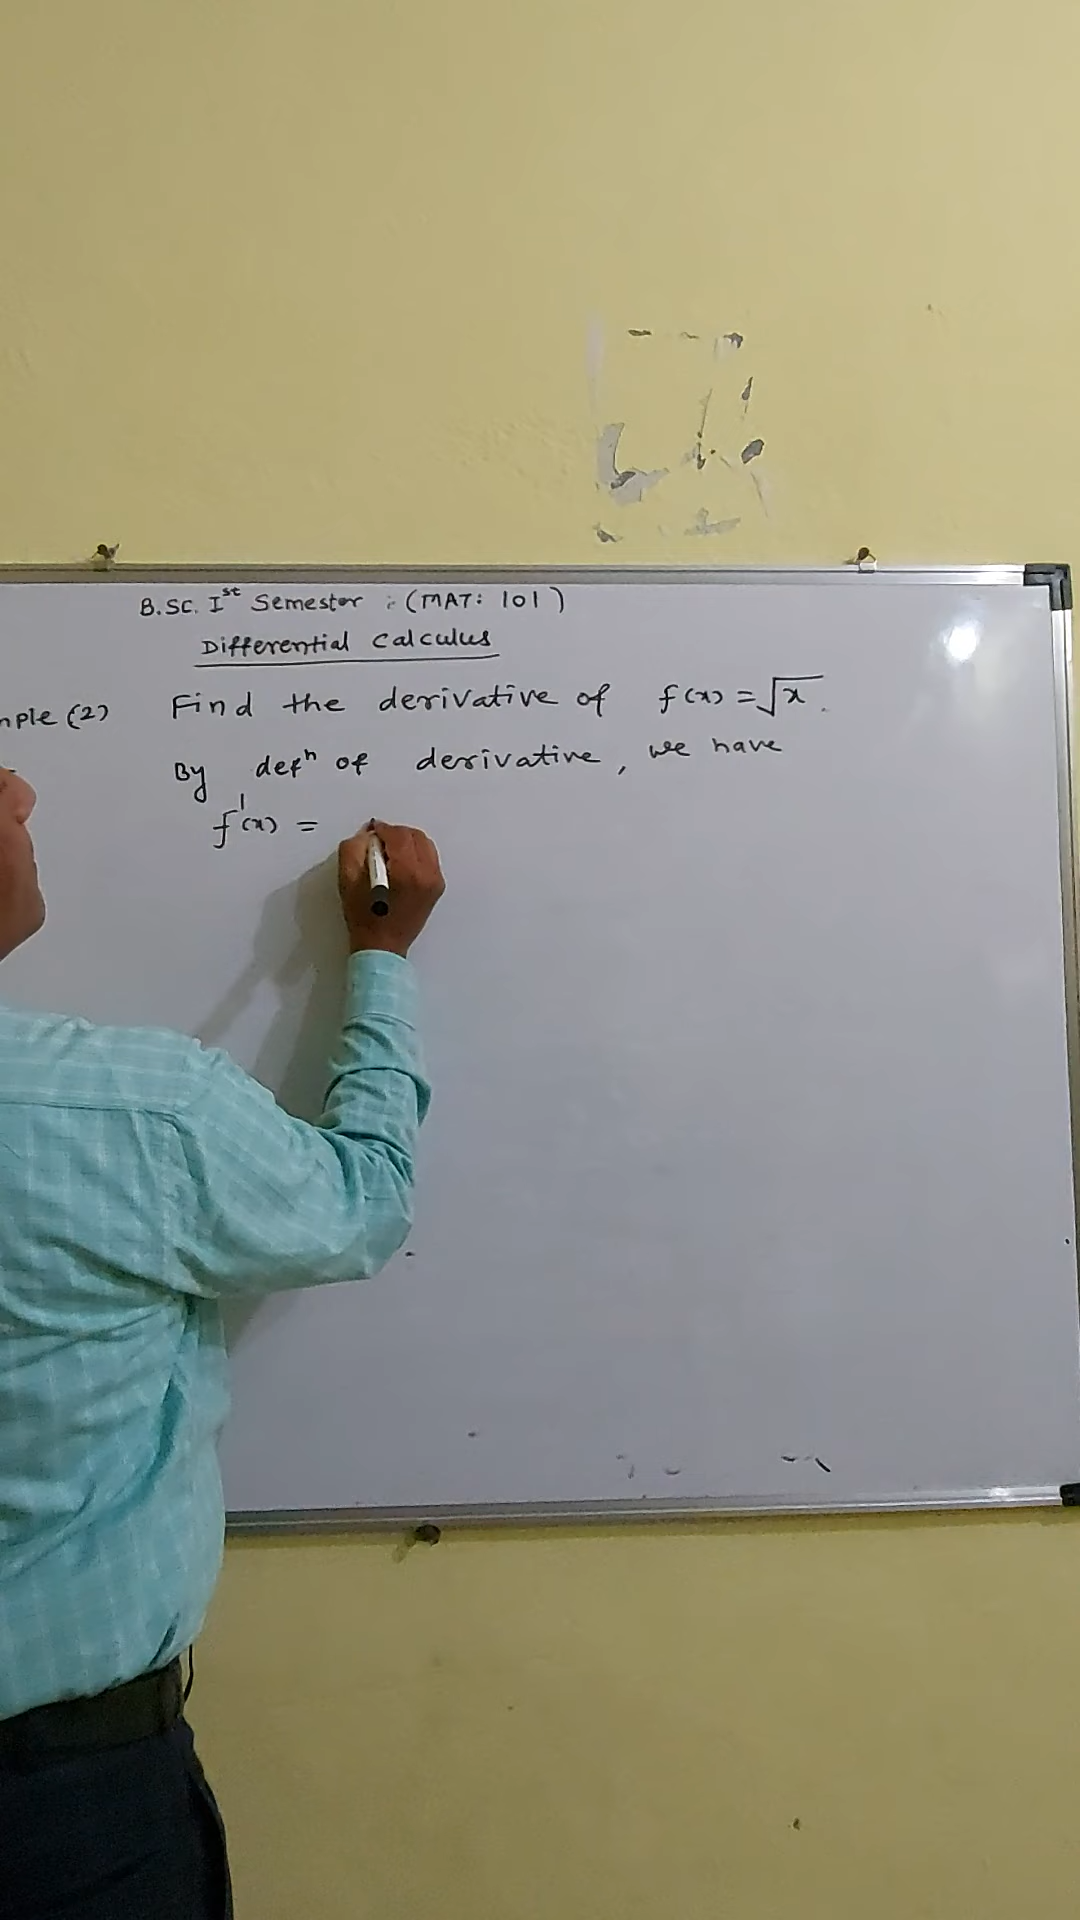 B.Sc. Ist Semester : (MAT: 101)
Differential Calculus
mple (2) Find the derivative of f(x) = √x.
By defn of derivative, we have
f'(x) =